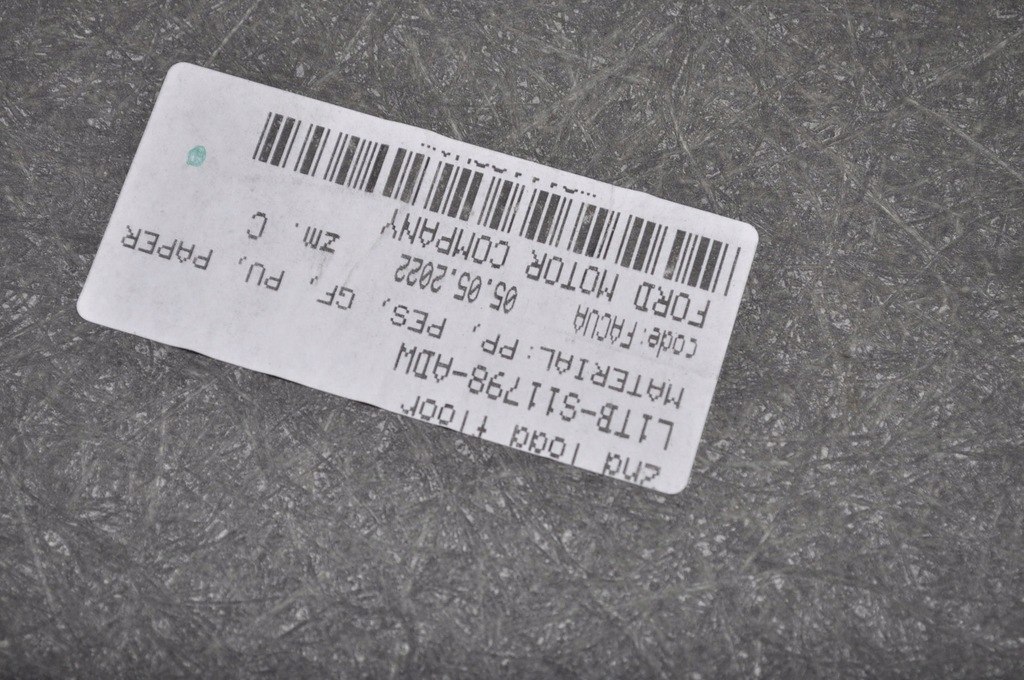 2nd load floor
L1TB-S11798-ADW
MATERIAL: PP, PES, GF, PU, PAPER
code:FACUA 05.05.2022 zm. C
FORD MOTOR COMPANY